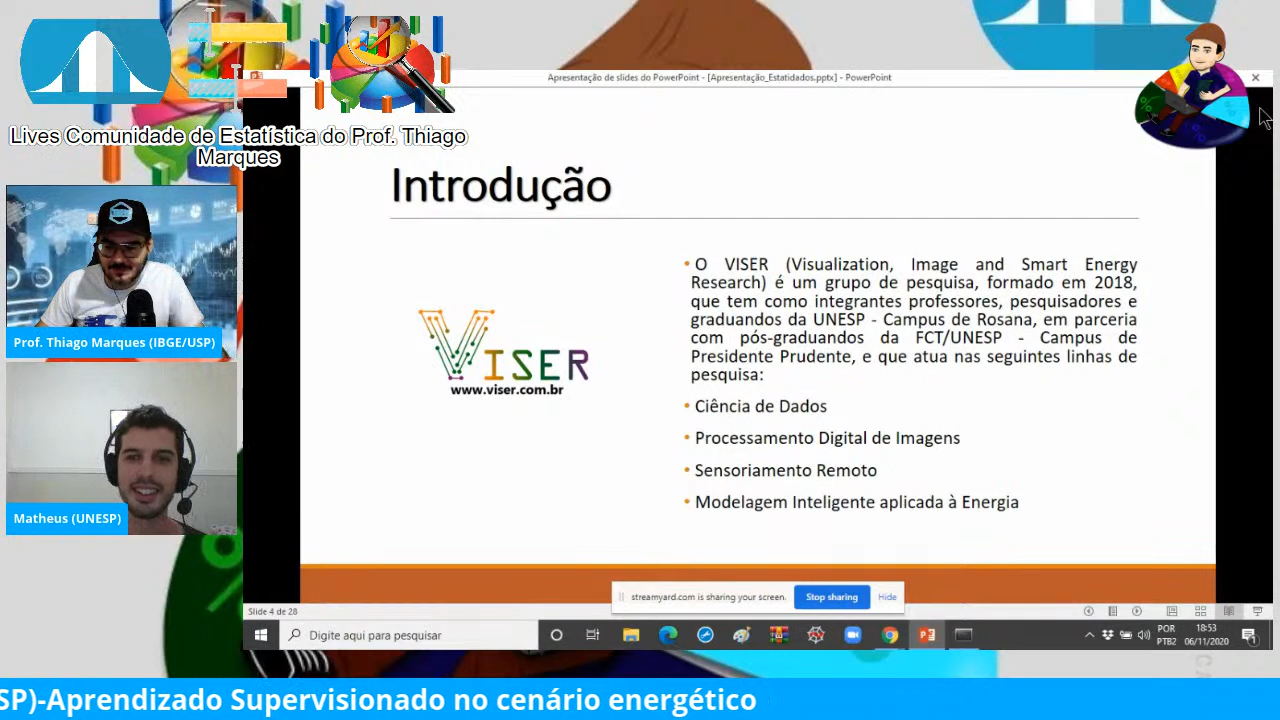 Lives Comunidade de Estatística do Prof. Thiago
Marques
Apresentação de slides do PowerPoint - [Apresentação_Estatidados.pptx] - PowerPoint
Introdução
VISER
www.viser.com.br
• O VISER (Visualization, Image and Smart Energy
Research) é um grupo de pesquisa, formado em 2018,
que tem como integrantes professores, pesquisadores e
graduandos da UNESP - Campus de Rosana, em parceria
com pós-graduandos da FCT/UNESP - Campus de
Presidente Prudente, e que atua nas seguintes linhas de
pesquisa:
• Ciência de Dados
• Processamento Digital de Imagens
• Sensoriamento Remoto
• Modelagem Inteligente aplicada à Energia
Prof. Thiago Marques (IBGE/USP)
Matheus (UNESP)
streamyard.com is sharing your screen.
Stop sharing
Hide
Slide 4 de 28
Digite aqui para pesquisar
POR
PTB2
18:53
06/11/2020
SP)-Aprendizado Supervisionado no cenário energético